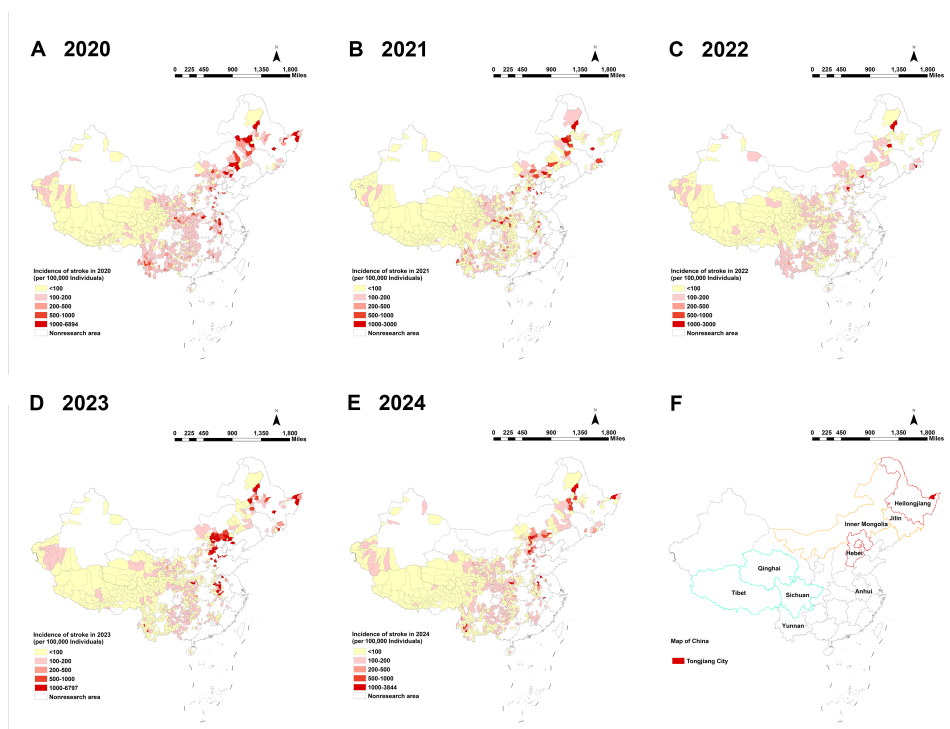 A 2020
N
0 225 450 900 1,350 1,800
Miles
Incidence of stroke in 2020
(per 100,000 Individuals)
<100
100-200
200-500
500-1000
1000-6894
Nonresearch area
B 2021
N
0 225 450 900 1,350 1,800
Miles
Incidence of stroke in 2021
(per 100,000 Individuals)
<100
100-200
200-500
500-1000
1000-3000
Nonresearch area
C 2022
N
0 225 450 900 1,350 1,800
Miles
Incidence of stroke in 2022
(per 100,000 Individuals)
<100
100-200
200-500
500-1000
1000-3000
Nonresearch area
D 2023
N
0 225 450 900 1,350 1,800
Miles
Incidence of stroke in 2023
(per 100,000 Individuals)
<100
100-200
200-500
500-1000
1000-6797
Nonresearch area
E 2024
N
0 225 450 900 1,350 1,800
Miles
Incidence of stroke in 2024
(per 100,000 Individuals)
<100
100-200
200-500
500-1000
1000-3844
Nonresearch area
F
N
0 225 450 900 1,350 1,800
Miles
Heilongjiang
Jilin
Inner Mongolia
Hebei
Qinghai
Tibet
Sichuan
Anhui
Yunnan
Map of China
Tongjiang City